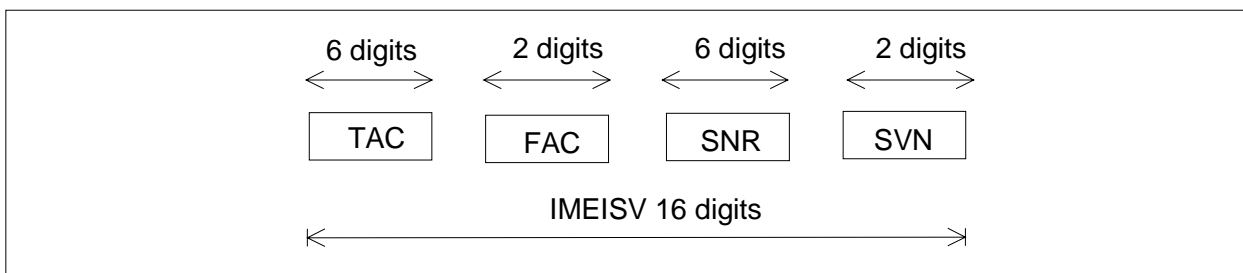 6 digits 2 digits 6 digits 2 digits
TAC FAC SNR SVN
IMEISV 16 digits